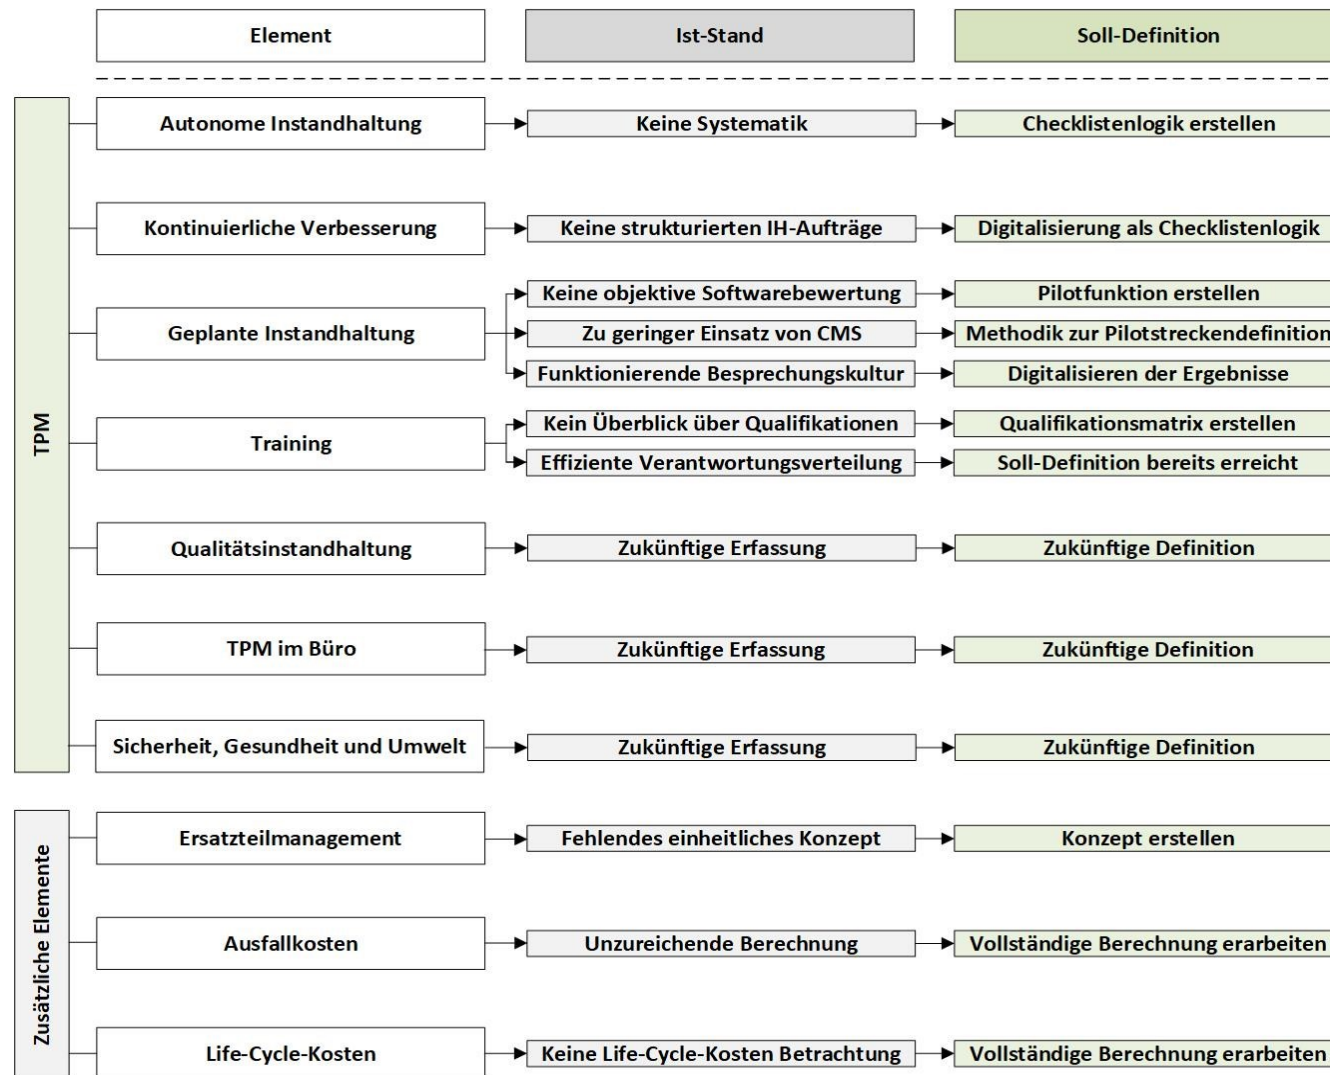 Element
Ist-Stand
Soll-Definition
TPM
Autonome Instandhaltung
Keine Systematik
Checklistenlogik erstellen
Kontinuierliche Verbesserung
Keine strukturierten IH-Aufträge
Digitalisierung als Checklistenlogik
Geplante Instandhaltung
Keine objektive Softwarebewertung
Pilotfunktion erstellen
Zu geringer Einsatz von CMS
Methodik zur Pilotstreckendefinition
Funktionierende Besprechungskultur
Digitalisieren der Ergebnisse
Training
Kein Überblick über Qualifikationen
Qualifikationsmatrix erstellen
Effiziente Verantwortungsverteilung
Soll-Definition bereits erreicht
Qualitätsinstandhaltung
Zukünftige Erfassung
Zukünftige Definition
TPM im Büro
Zukünftige Erfassung
Zukünftige Definition
Sicherheit, Gesundheit und Umwelt
Zukünftige Erfassung
Zukünftige Definition
Zusätzliche Elemente
Ersatzteilmanagement
Fehlendes einheitliches Konzept
Konzept erstellen
Ausfallkosten
Unzureichende Berechnung
Vollständige Berechnung erarbeiten
Life-Cycle-Kosten
Keine Life-Cycle-Kosten Betrachtung
Vollständige Berechnung erarbeiten